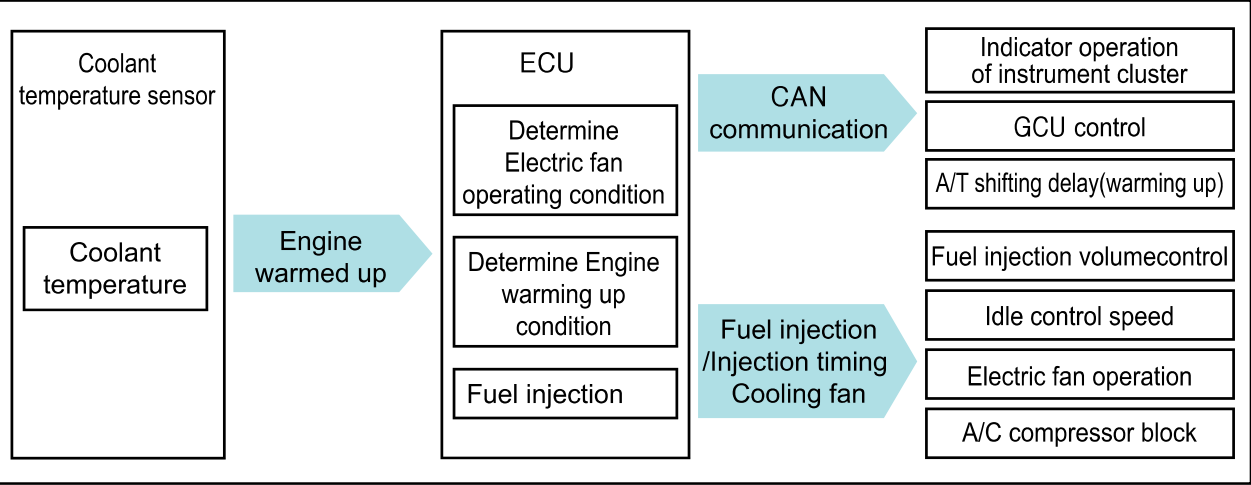 Coolant
temperature sensor
Coolant
temperature
Engine
warmed up
ECU
Determine
Electric fan
operating condition
Determine Engine
warming up
condition
Fuel injection
CAN
communication
Fuel injection
/Injection timing
Cooling fan
Indicator operation
of instrument cluster
GCU control
A/T shifting delay(warming up)
Fuel injection volumecontrol
Idle control speed
Electric fan operation
A/C compressor block